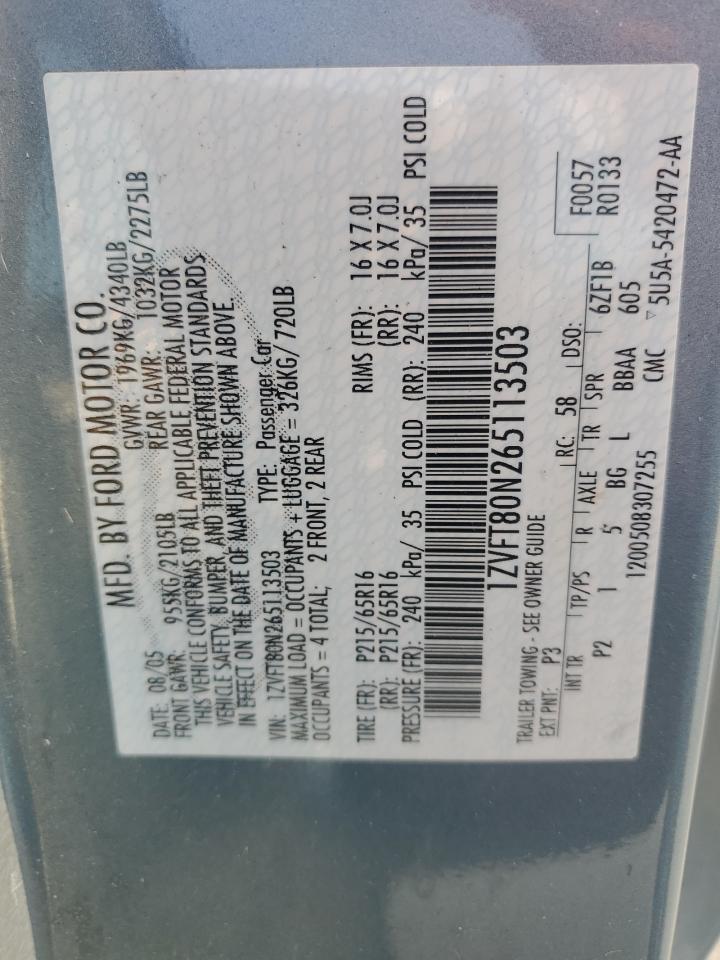 MFD. BY FORD MOTOR CO.
DATE: 08/05 GVWR: 1969KG/4340LB
FRONT GAWR: 955KG/2105LB REAR GAWR: 1032KG/2275LB
THIS VEHICLE CONFORMS TO ALL APPLICABLE FEDERAL MOTOR
VEHICLE SAFETY, BUMPER, AND THEFT PREVENTION STANDARDS
IN EFFECT ON THE DATE OF MANUFACTURE SHOWN ABOVE.
VIN: 1ZVFT80N265113503 TYPE: Passenger Car
MAXIMUM LOAD = OCCUPANTS + LUGGAGE = 326KG/ 720LB
OCCUPANTS = 4 TOTAL: 2 FRONT, 2 REAR
TIRE (FR): P215/65R16 RIMS (FR): 16 X 7.0J
(RR): P215/65R16 (RR): 16 X 7.0J
PRESSURE (FR): 240 kPa/ 35 PSI COLD (RR): 240 kPa/ 35 PSI COLD
1ZVFT80N265113503
TRAILER TOWING - SEE OWNER GUIDE
EXT PNT: P3 RC: 58 DSO: F0057
INT TR TP/PS R AXLE TR SPR R0133
P2 1 5 BG L BBAA 6ZF1B
605
1200508307255 CMC ▽ 5U5A-5420472-AA